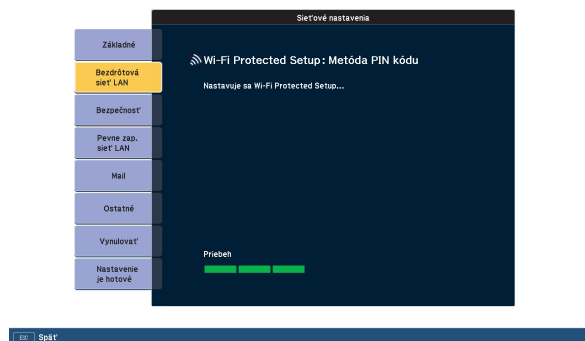 Sieťové nastavenia
Základné
Bezdrôtová
sieť LAN
Bezpečnosť
Pevne zap.
sieť LAN
Mail
Ostatné
Vynulovať
Nastavenie
je hotové
Wi-Fi Protected Setup: Metóda PIN kódu
Nastavuje sa Wi-Fi Protected Setup...
Priebeh
ESC Späť